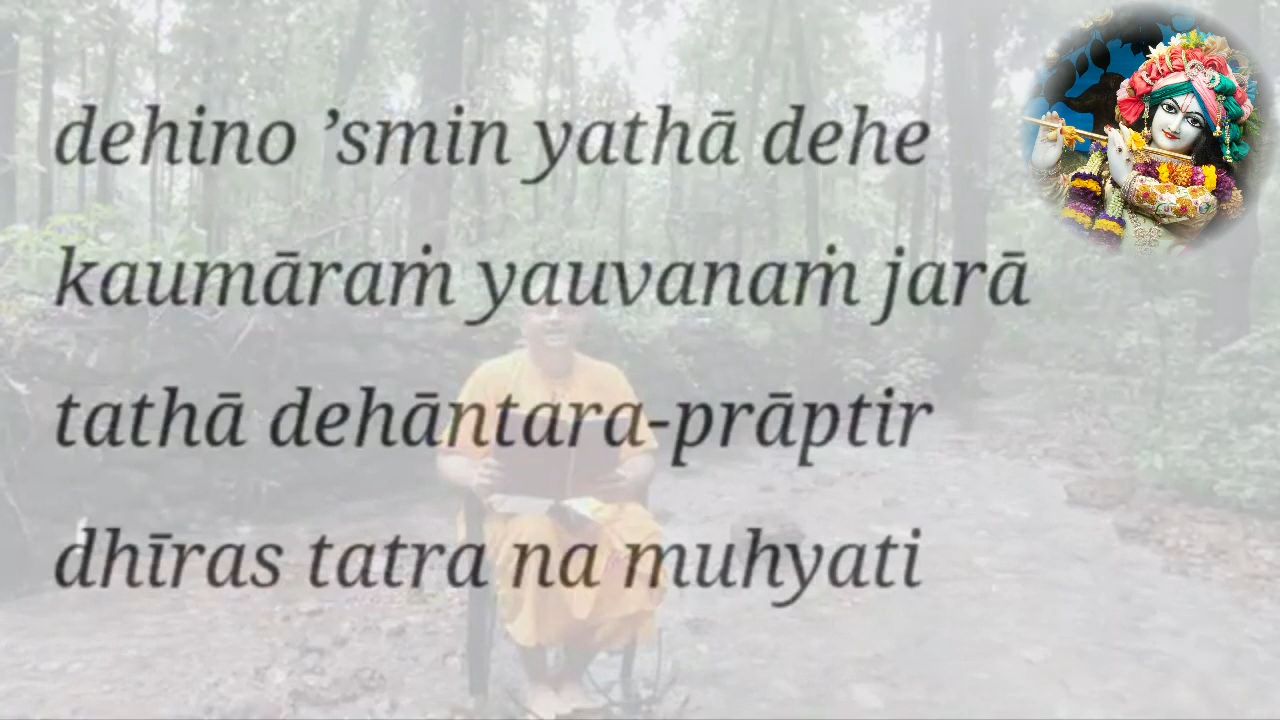 dehino ’smin yathā dehe
kaumāraṁ yauvanaṁ jarā
tathā dehāntara-prāptir
dhīras tatra na muhyati